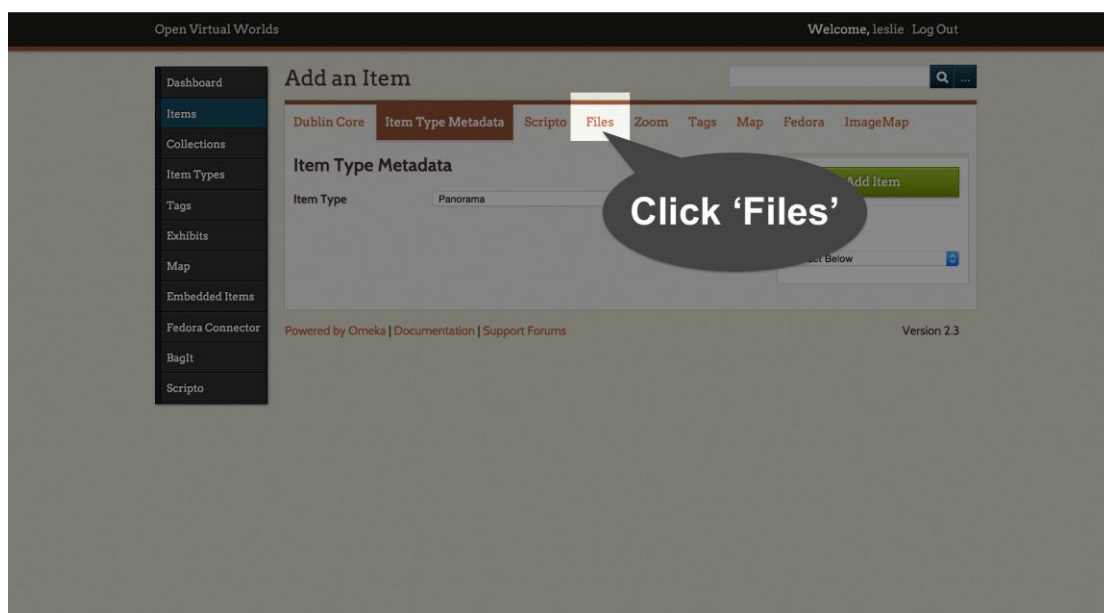 Open Virtual Worlds
Welcome, leslie Log Out
Dashboard
Items
Collections
Item Types
Tags
Exhibits
Map
Embedded Items
Fedora Connector
BagIt
Scripto
Add an Item
...
Dublin Core Item Type Metadata Scripto Files Zoom Tags Map Fedora ImageMap
Item Type Metadata
Item Type Panorama
Click ‘Files’
Add Item
Below
Powered by Omeka | Documentation | Support Forums
Version 2.3